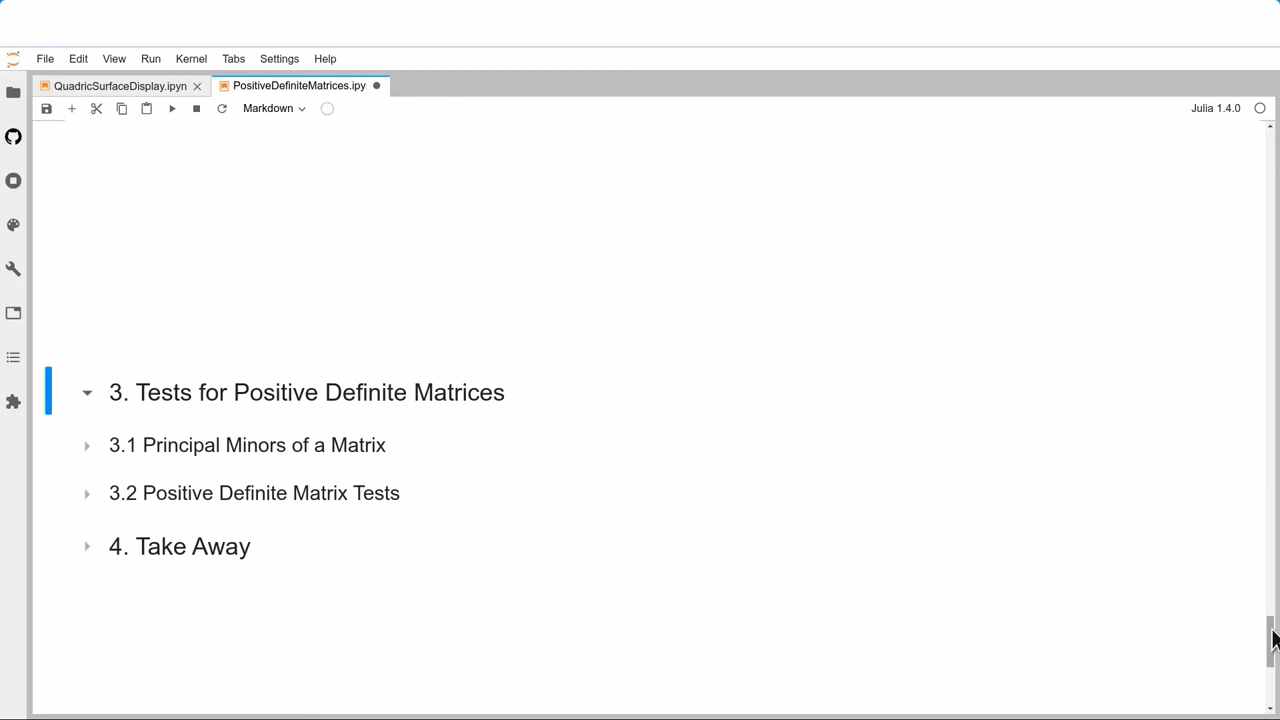 File Edit View Run Kernel Tabs Settings Help
QuadricSurfaceDisplay.ipyn PositiveDefiniteMatrices.ipy
Markdown Julia 1.4.0
3. Tests for Positive Definite Matrices
3.1 Principal Minors of a Matrix
3.2 Positive Definite Matrix Tests
4. Take Away